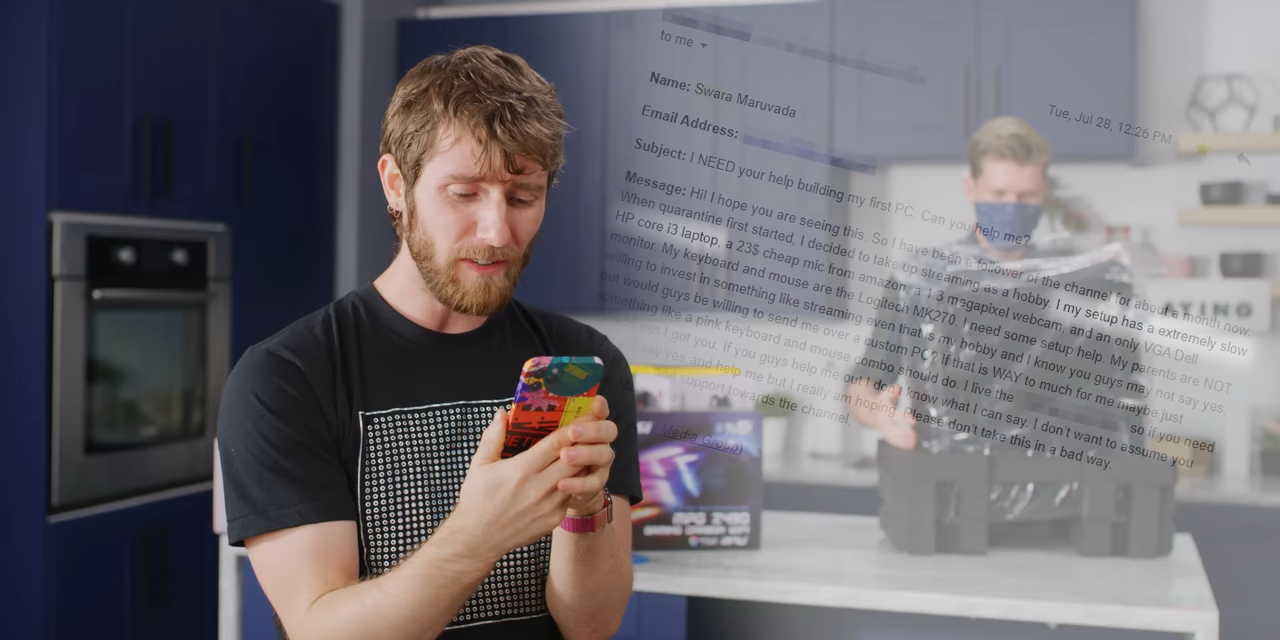 to me
Tue, Jul 28, 12:26 PM
Name: Swara Maruvada
Email Address:
Subject: I NEED your help building my first PC. Can you help me?
Message: Hi! I hope you are seeing this. So I have been a follower of the channel for about a month now.
When quarantine first started, I decided to take up streaming as a hobby. I my setup has a extremely slow
HP core i3 laptop, a 23$ cheap mic from amazon, a 1.3 megapixel webcam, and an only VGA Dell
monitor. My keyboard and mouse are the Logitech MK270. I need some setup help. My parents are NOT
willing to invest in something like streaming even that is my hobby and I know you guys may not say yes,
but would guys be willing to send me over a custom PC? If that is WAY to much for me maybe just
something like a pink keyboard and mouse combo should do. I live the so if you need
I got you. If you guys help me out I don't know what I can say. I don't want to assume you
say yes and help me but I really am hoping. Please don't take this in a bad way.
and support towards the channel.
Media Group)
ATING